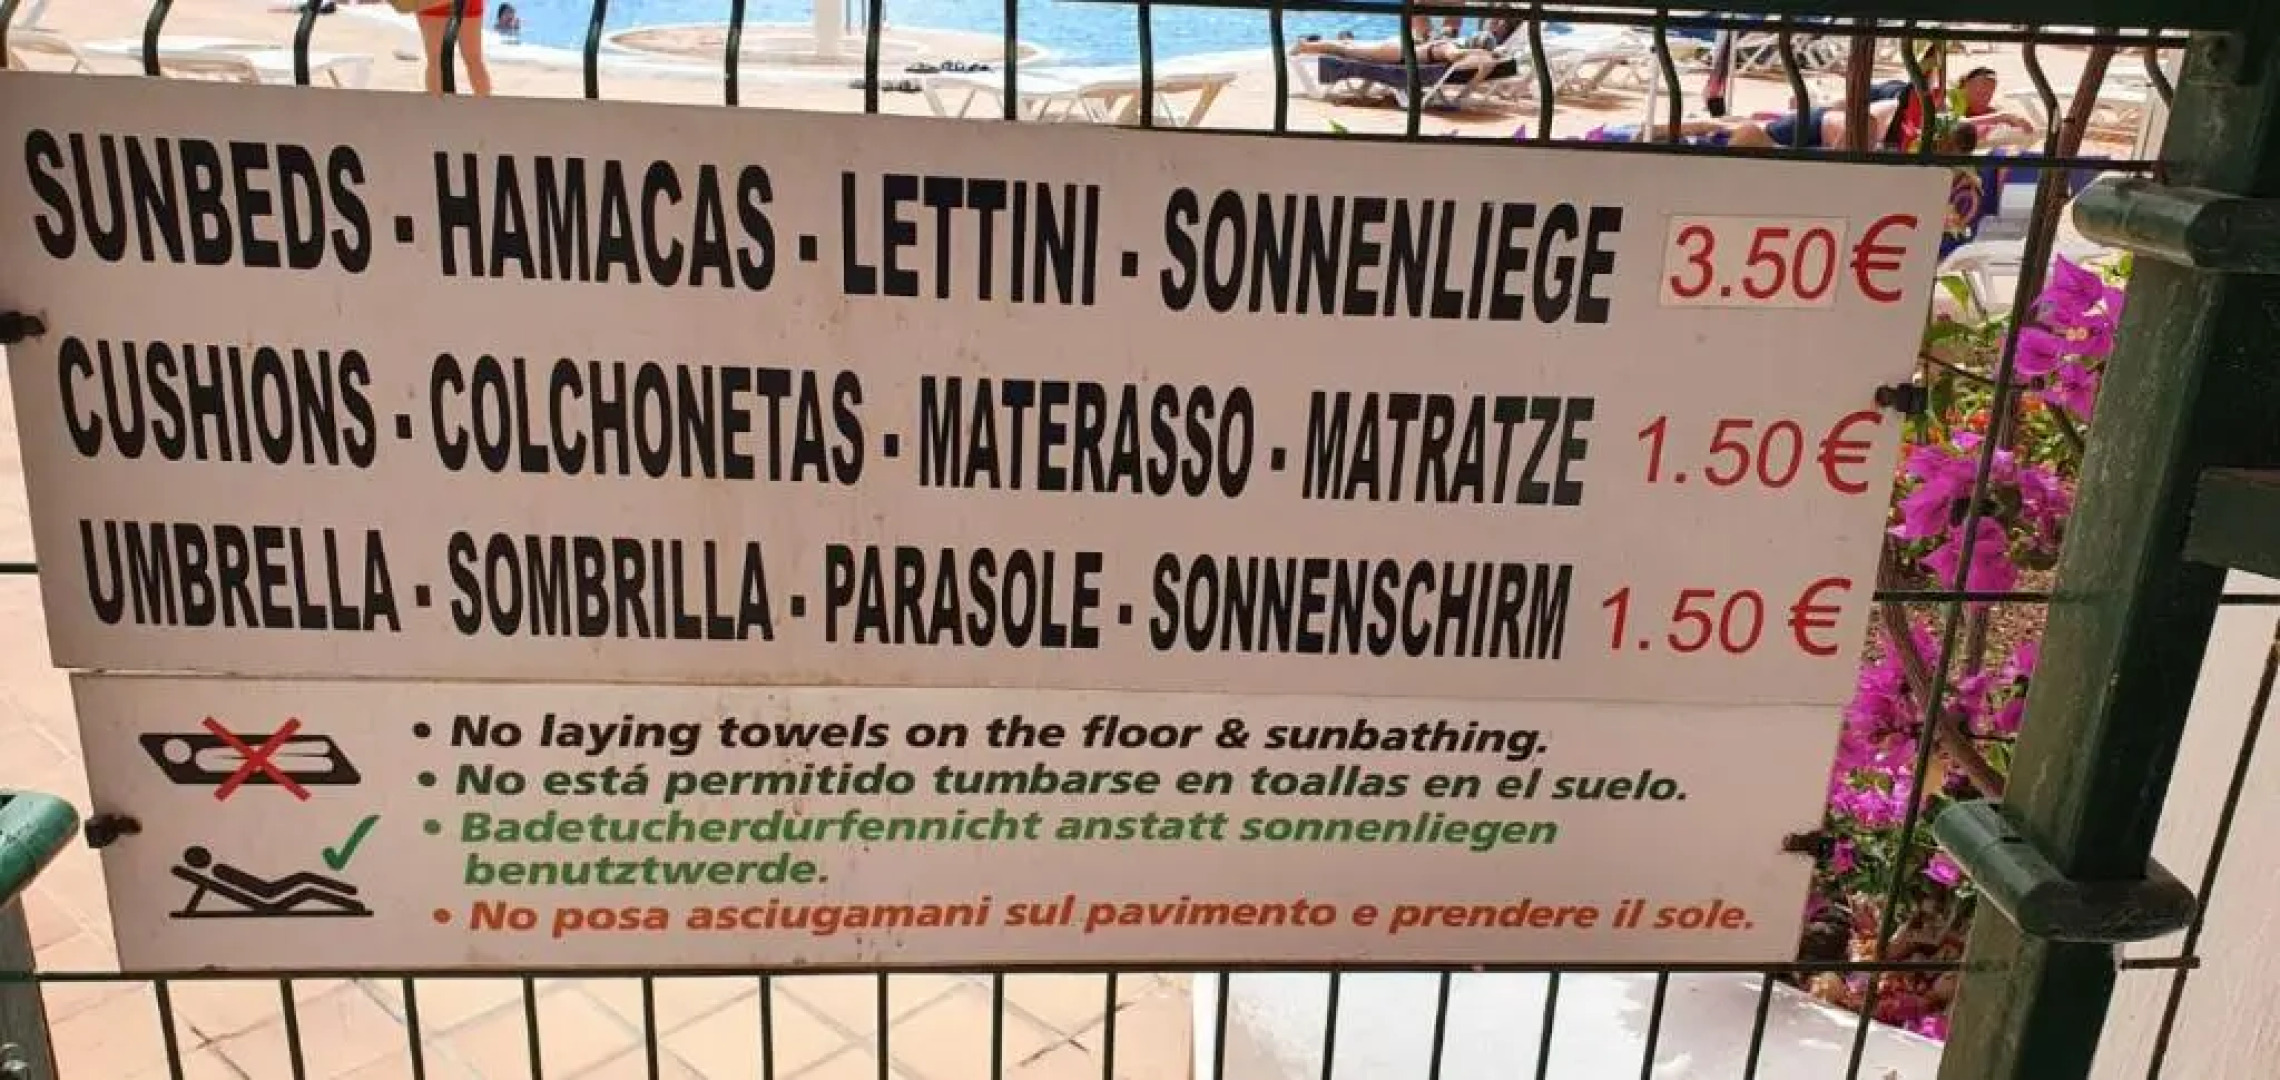 SUNBEDS - HAMACAS - LETTINI - SONNENLIEGE 3.50 €
CUSHIONS - COLCHONETAS - MATERASSO - MATRATZE 1.50 €
UMBRELLA - SOMBRILLA - PARASOLE - SONNENSCHIRM 1.50 €
• No laying towels on the floor & sunbathing.
• No está permitido tumbarse en toallas en el suelo.
• Badetucherdurfennicht anstatt sonnenliegen
benutztwerde.
• No posa asciugamani sul pavimento e prendere il sole.